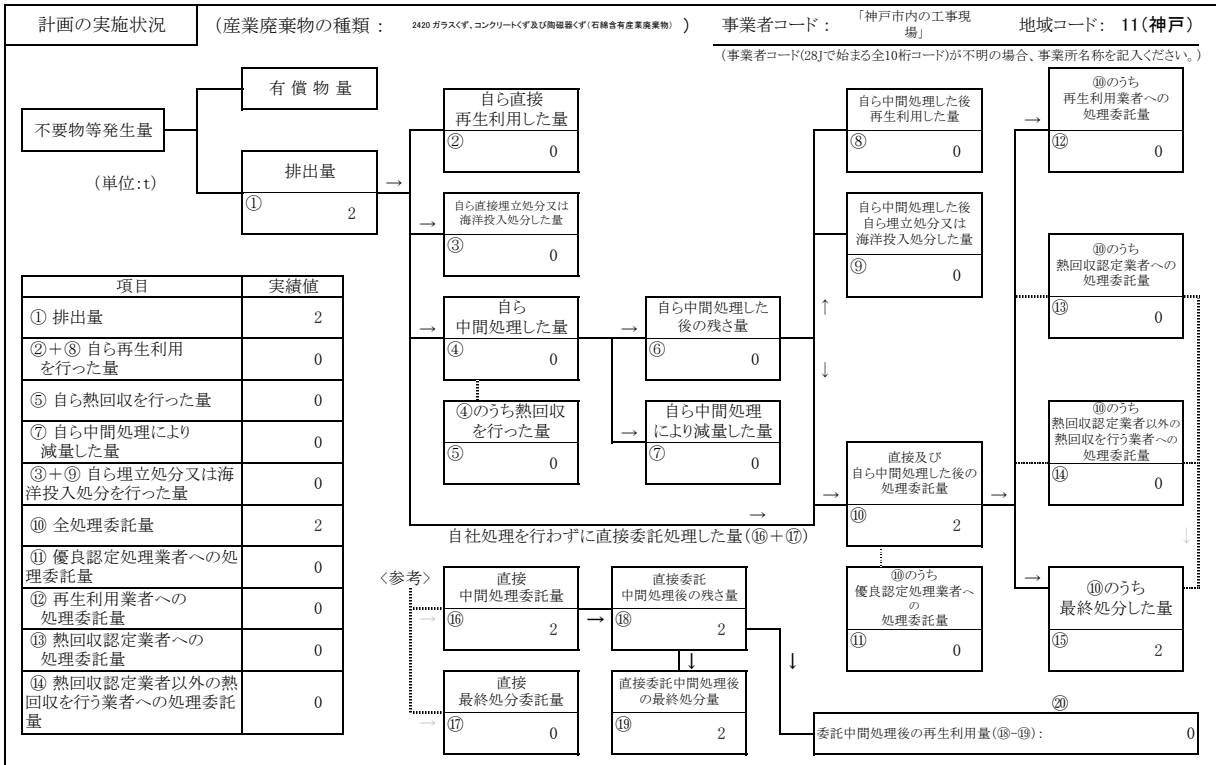 計画の実施状況
(産業廃棄物の種類： 2420 ガラスくず、コンクリートくず及び陶磁器くず(石綿含有産業廃棄物) )
事業者コード： 「神戸市内の工事現
場」
地域コード： 11(神戸)
(事業者コード(28Jで始まる全10桁コード)が不明の場合、事業所名称を記入ください。)
不要物等発生量
(単位:t)
有償物量
排出量
① 2
→
自ら直接
再生利用した量
② 0
→
自ら直接埋立処分又は
海洋投入処分した量
③ 0
→
自ら
中間処理した量
④ 0
④のうち熱回収
を行った量
⑤ 0
→
自ら中間処理した
後の残さ量
⑥ 0
→
自ら中間処理
により減量した量
⑦ 0
自ら中間処理した後
再生利用した量
⑧ 0
自ら中間処理した後
自ら埋立処分又は
海洋投入処分した量
⑨ 0
↑
↓
→
直接及び
自ら中間処理した後の
処理委託量
⑩ 2
→
⑩のうち
優良認定処理業者へ
の
処理委託量
⑪ 0
→
⑩のうち
再生利用業者への
処理委託量
⑫ 0
⑩のうち
熱回収認定業者への
処理委託量
⑬ 0
⑩のうち
熱回収認定業者以外の
熱回収を行う業者への
処理委託量
⑭ 0
↓
→
⑩のうち
最終処分した量
⑮ 2
→
自社処理を行わずに直接委託処理した量(⑯＋⑰)
〈参考〉
→
直接
中間処理委託量
⑯ 2
→
直接委託
中間処理後の残さ量
⑱ 2
→
直接
最終処分委託量
⑰ 0
↓
直接委託中間処理後
の最終処分量
⑲ 2
↓
⑳
委託中間処理後の再生利用量(⑱-⑲)： 0
項目 実績値
① 排出量 2
②＋⑧ 自ら再生利用
を行った量 0
⑤ 自ら熱回収を行った量 0
⑦ 自ら中間処理により
減量した量 0
③＋⑨ 自ら埋立処分又は海
洋投入処分を行った量 0
⑩ 全処理委託量 2
⑪ 優良認定処理業者への処
理委託量 0
⑫ 再生利用業者への
処理委託量 0
⑬ 熱回収認定業者への
処理委託量 0
⑭ 熱回収認定業者以外の熱
回収を行う業者への処理委託
量 0